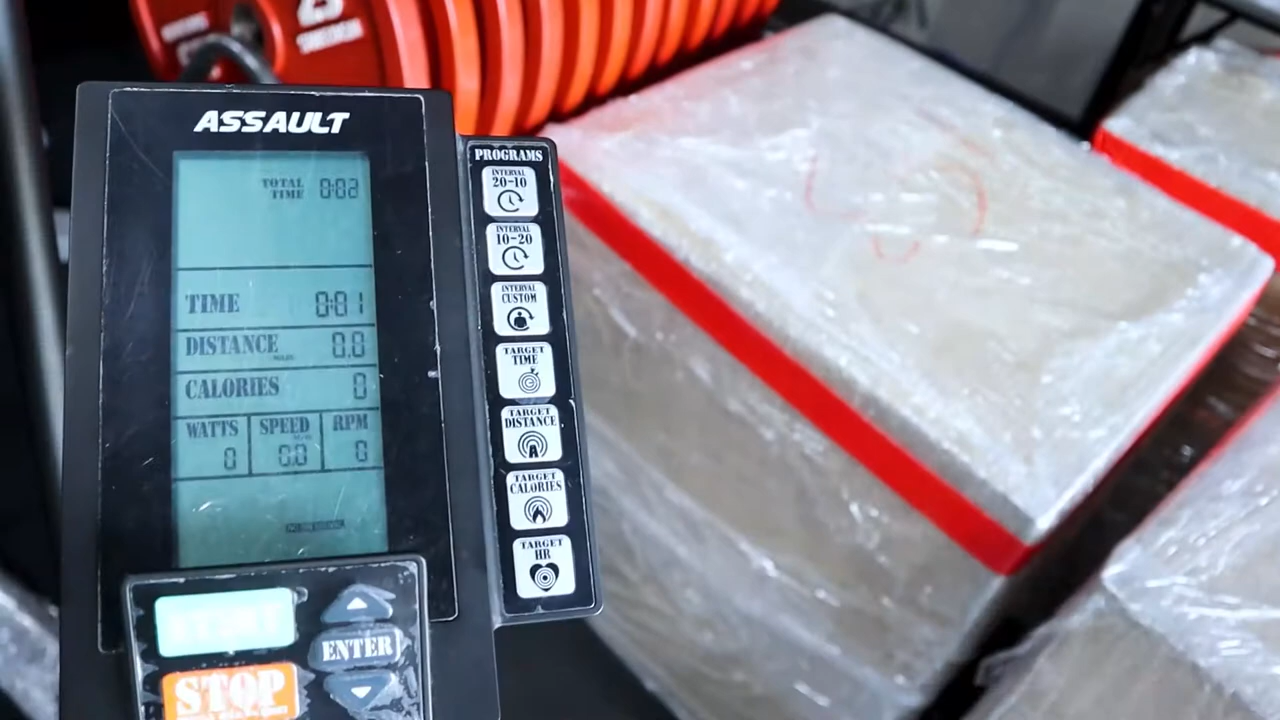 ASSAULT
TOTAL
TIME 0:02
TIME 0:01
DISTANCE 0.0
CALORIES 0
WATTS SPEED RPM
0 0.0 0
PROGRAMS
INTERVAL
20-10
INTERVAL
10-20
INTERVAL
CUSTOM
TARGET
TIME
TARGET
DISTANCE
TARGET
CALORIES
TARGET
HR
ENTER
STOP